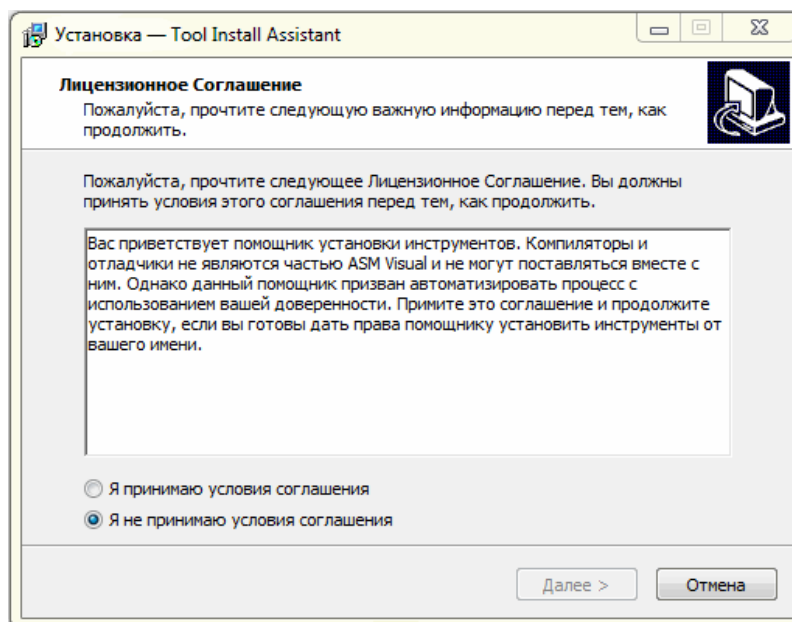 Установка — Tool Install Assistant
Лицензионное Соглашение
Пожалуйста, прочтите следующую важную информацию перед тем, как
продолжить.
Пожалуйста, прочтите следующее Лицензионное Соглашение. Вы должны
принять условия этого соглашения перед тем, как продолжить.
Вас приветствует помощник установки инструментов. Компиляторы и
отладчики не являются частью ASM Visual и не могут поставляться вместе с
ним. Однако данный помощник призван автоматизировать процесс с
использованием вашей доверенности. Примите это соглашение и продолжите
установку, если вы готовы дать права помощнику установить инструменты от
вашего имени.
Я принимаю условия соглашения
Я не принимаю условия соглашения
Далее >
Отмена